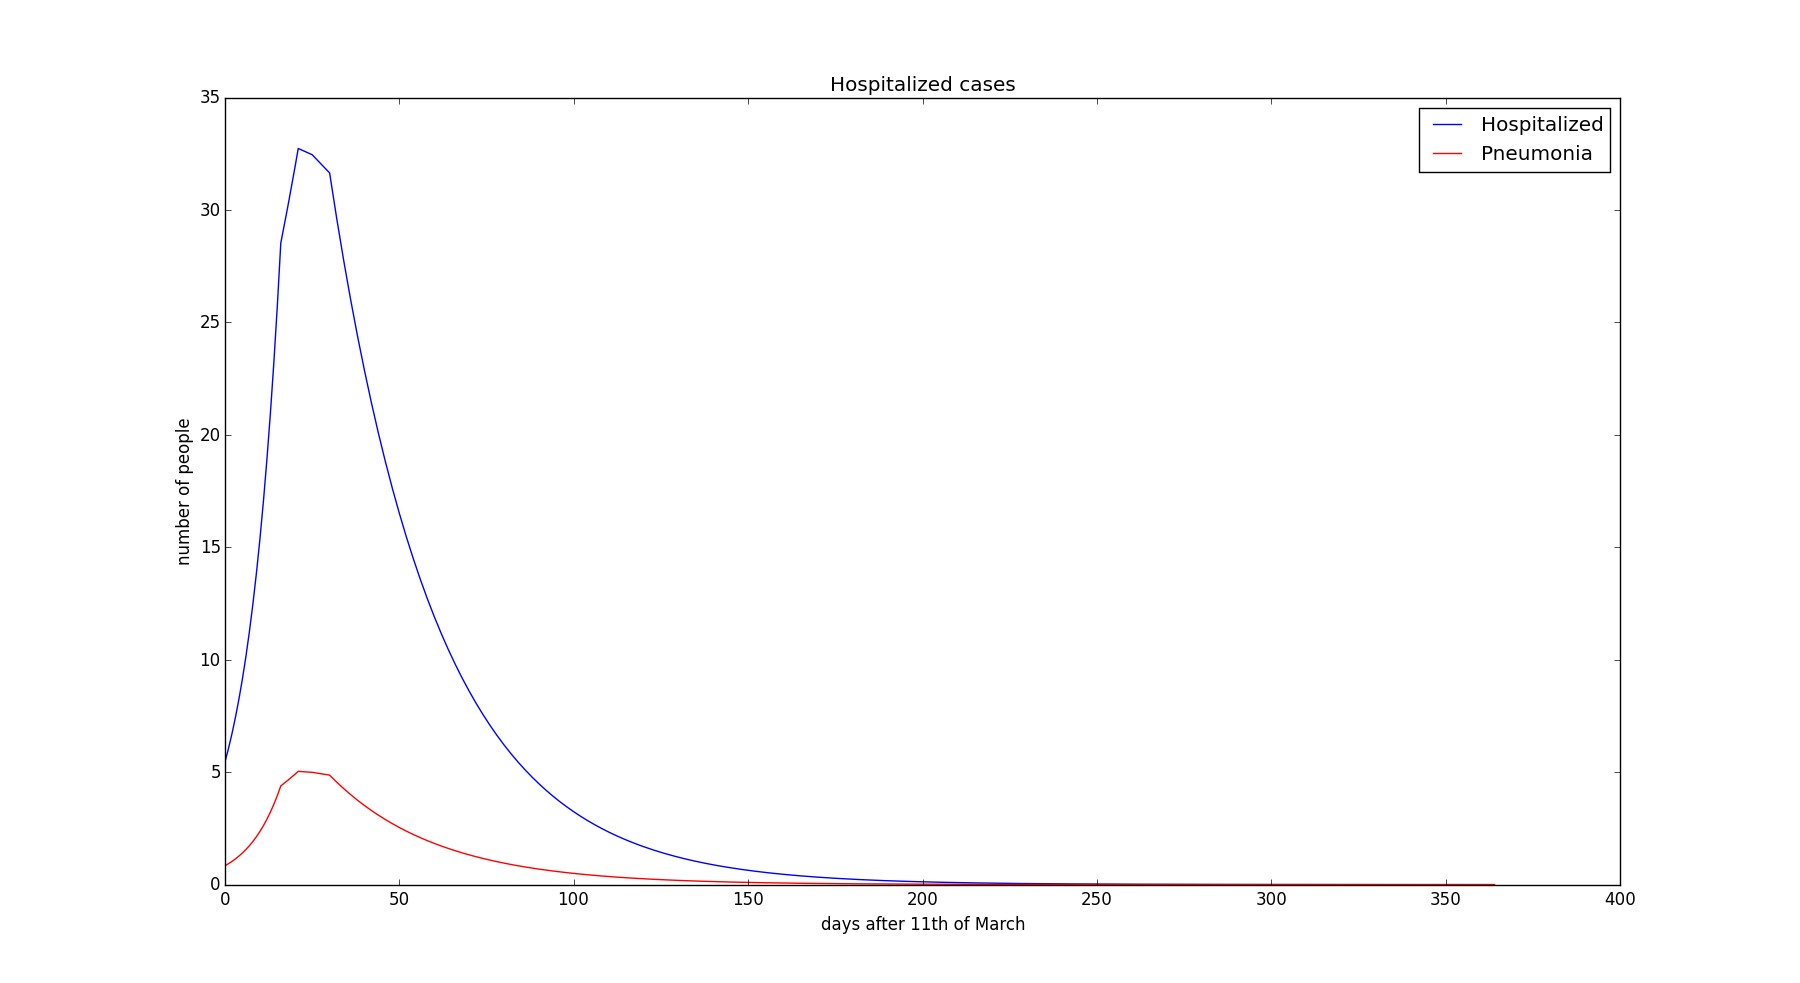 Hospitalized cases
Hospitalized
Pneumonia
number of people
35
30
25
20
15
10
5
0
0 50 100 150 200 250 300 350 400
days after 11th of March